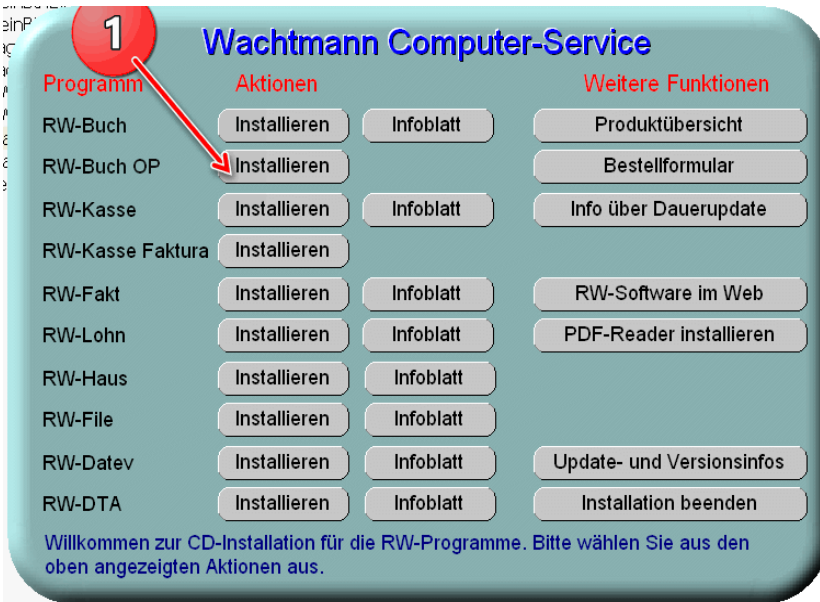 1
Wachtmann Computer-Service
Programm Aktionen Weitere Funktionen
RW-Buch Installieren Infoblatt Produktübersicht
RW-Buch OP Installieren Bestellformular
RW-Kasse Installieren Infoblatt Info über Dauerupdate
RW-Kasse Faktura Installieren
RW-Fakt Installieren Infoblatt RW-Software im Web
RW-Lohn Installieren Infoblatt PDF-Reader installieren
RW-Haus Installieren Infoblatt
RW-File Installieren Infoblatt
RW-Datev Installieren Infoblatt Update- und Versionsinfos
RW-DTA Installieren Infoblatt Installation beenden
Willkommen zur CD-Installation für die RW-Programme. Bitte wählen Sie aus den
oben angezeigten Aktionen aus.